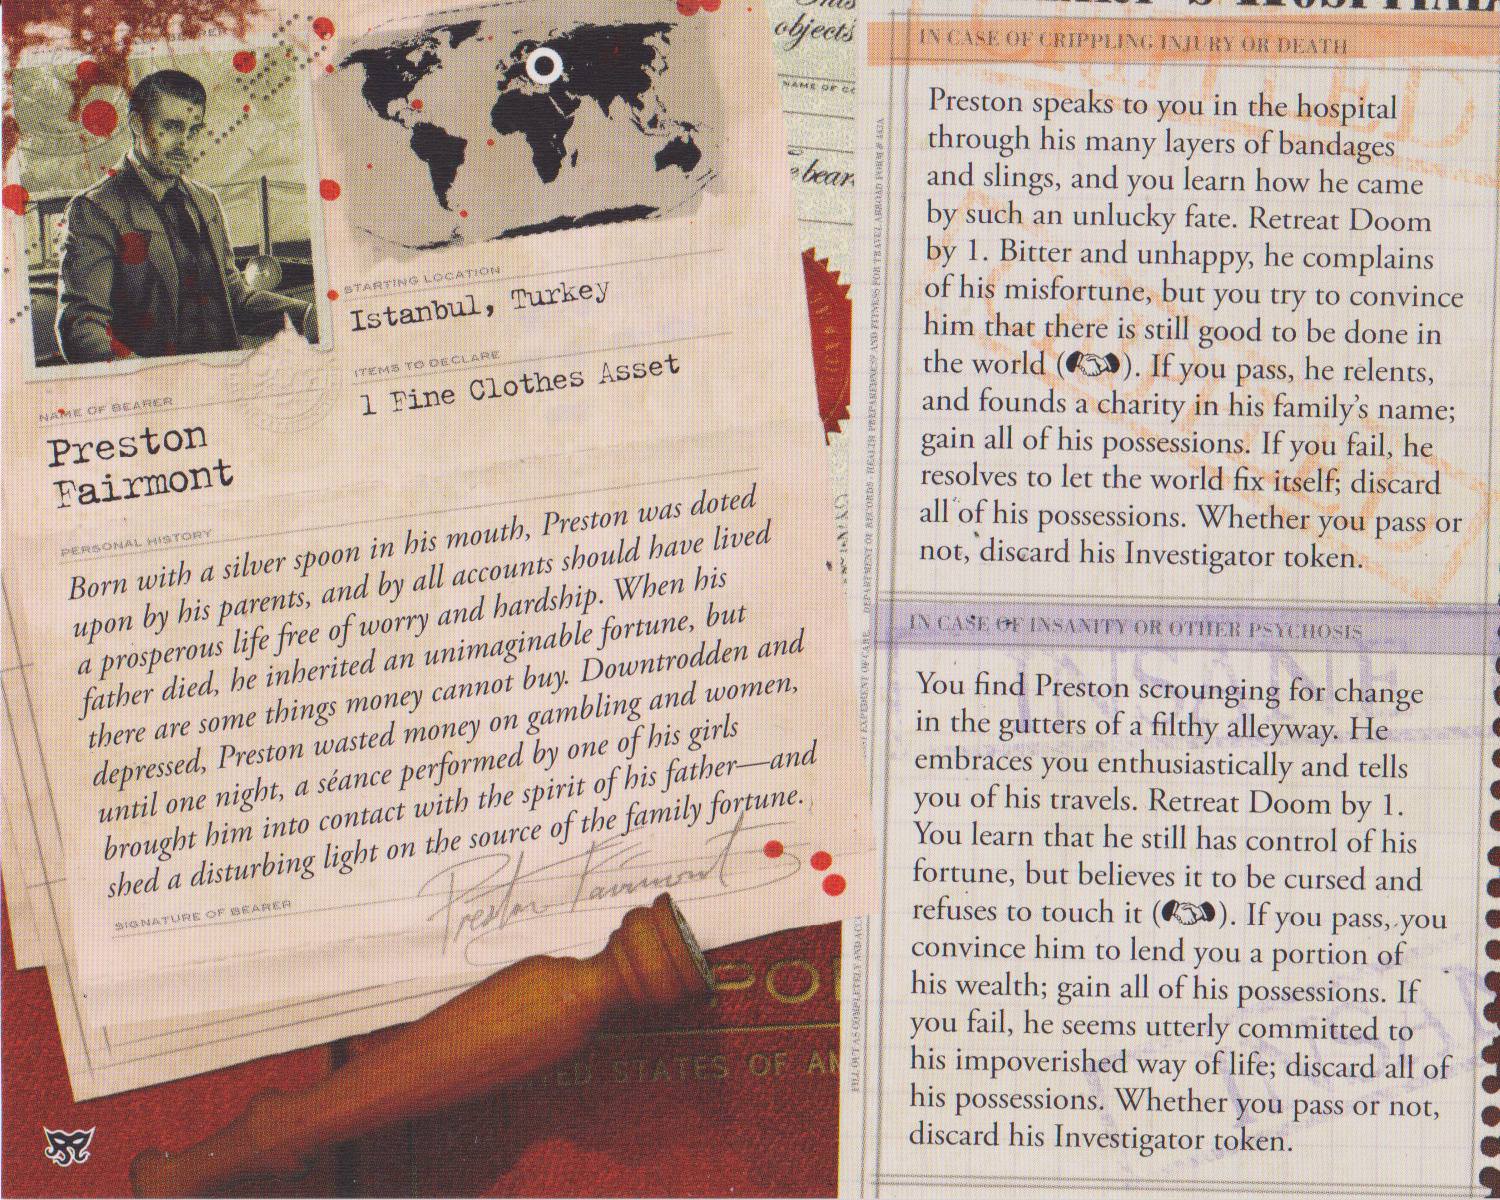 STARTING LOCATION
Istanbul, Turkey
ITEMS TO DECLARE
1 Fine Clothes Asset
NAME OF BEARER
Preston
Fairmont
PERSONAL HISTORY
Born with a silver spoon in his mouth, Preston was doted
upon by his parents, and by all accounts should have lived
a prosperous life free of worry and hardship. When his
father died, he inherited an unimaginable fortune, but
there are some things money cannot buy. Downtrodden and
depressed, Preston wasted money on gambling and women,
until one night, a séance performed by one of his girls
brought him into contact with the spirit of his father—and
shed a disturbing light on the source of the family fortune.
SIGNATURE OF BEARER
Preston Fairmont
STATES OF AM
objects
NAME OF
bear
IN CASE OF CRIPPLING INJURY OR DEATH
Preston speaks to you in the hospital
through his many layers of bandages
and slings, and you learn how he came
by such an unlucky fate. Retreat Doom
by 1. Bitter and unhappy, he complains
of his misfortune, but you try to convince
him that there is still good to be done in
the world ( ). If you pass, he relents,
and founds a charity in his family's name;
gain all of his possessions. If you fail, he
resolves to let the world fix itself; discard
all of his possessions. Whether you pass or
not, discard his Investigator token.
IN CASE OF INSANITY OR OTHER PSYCHOSIS
You find Preston scrounging for change
in the gutters of a filthy alleyway. He
embraces you enthusiastically and tells
you of his travels. Retreat Doom by 1.
You learn that he still has control of his
fortune, but believes it to be cursed and
refuses to touch it ( ). If you pass, you
convince him to lend you a portion of
his wealth; gain all of his possessions. If
you fail, he seems utterly committed to
his impoverished way of life; discard all of
his possessions. Whether you pass or not,
discard his Investigator token.